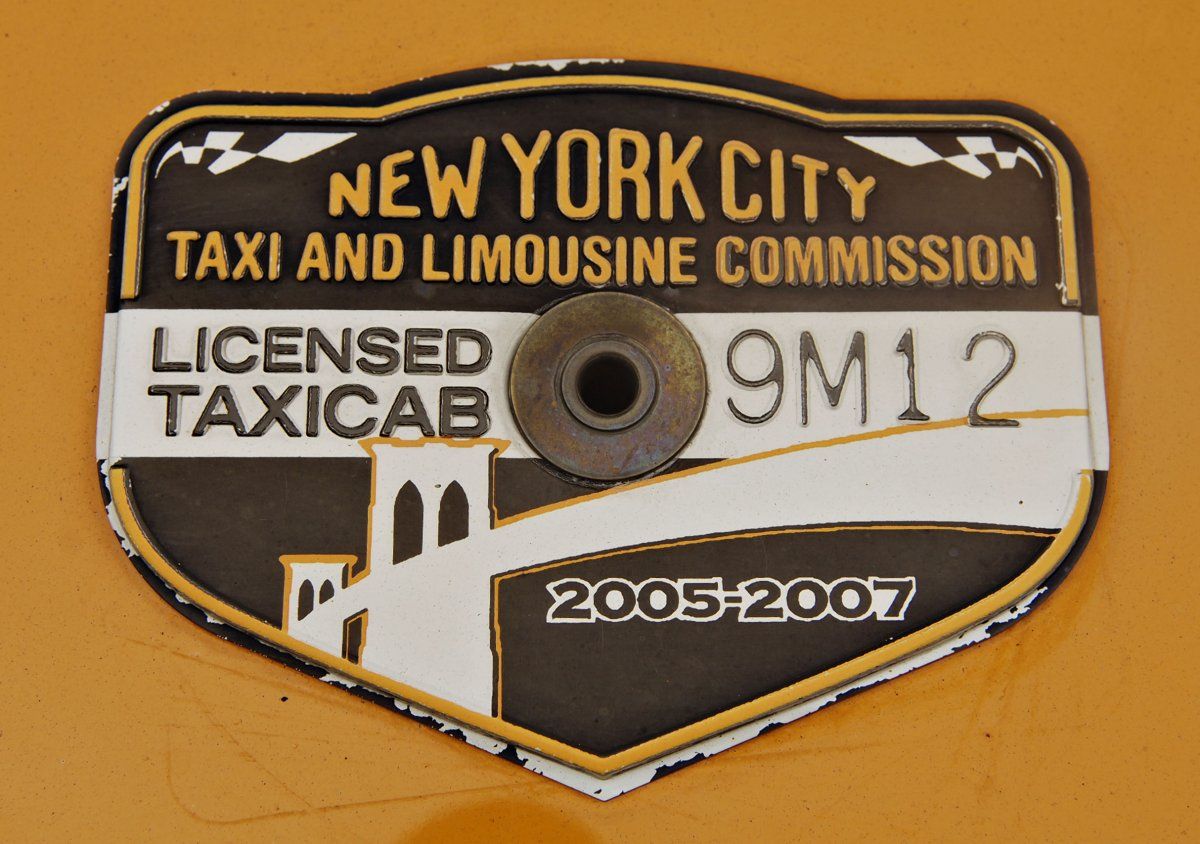 NEW YORK CITY
TAXI AND LIMOUSINE COMMISSION
LICENSED
TAXICAB
9M12
2005-2007